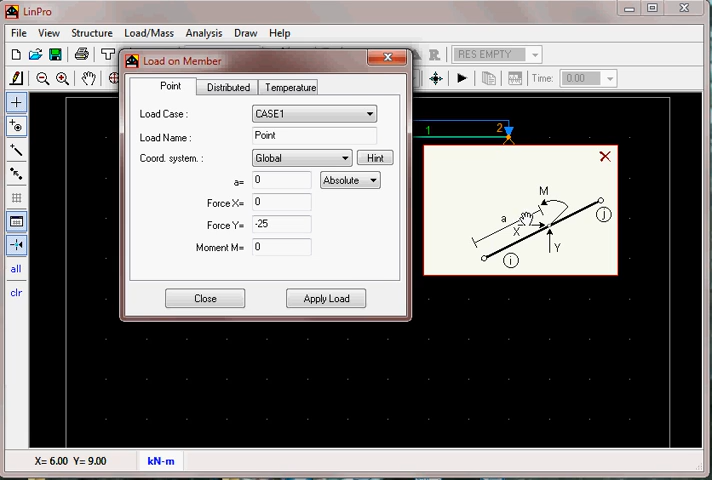 LinPro
File View Structure Load/Mass Analysis Draw Help
R RES EMPTY
Time: 0.00
Load on Member
Point Distributed Temperature
Load Case : CASE1
Load Name : Point
Coord. system. : Global Hint
a= 0 Absolute
Force X= 0
Force Y= -25
Moment M= 0
Close Apply Load
1 2
M
a
X
Y
i
j
all
clr
X= 6.00 Y= 9.00 kN-m